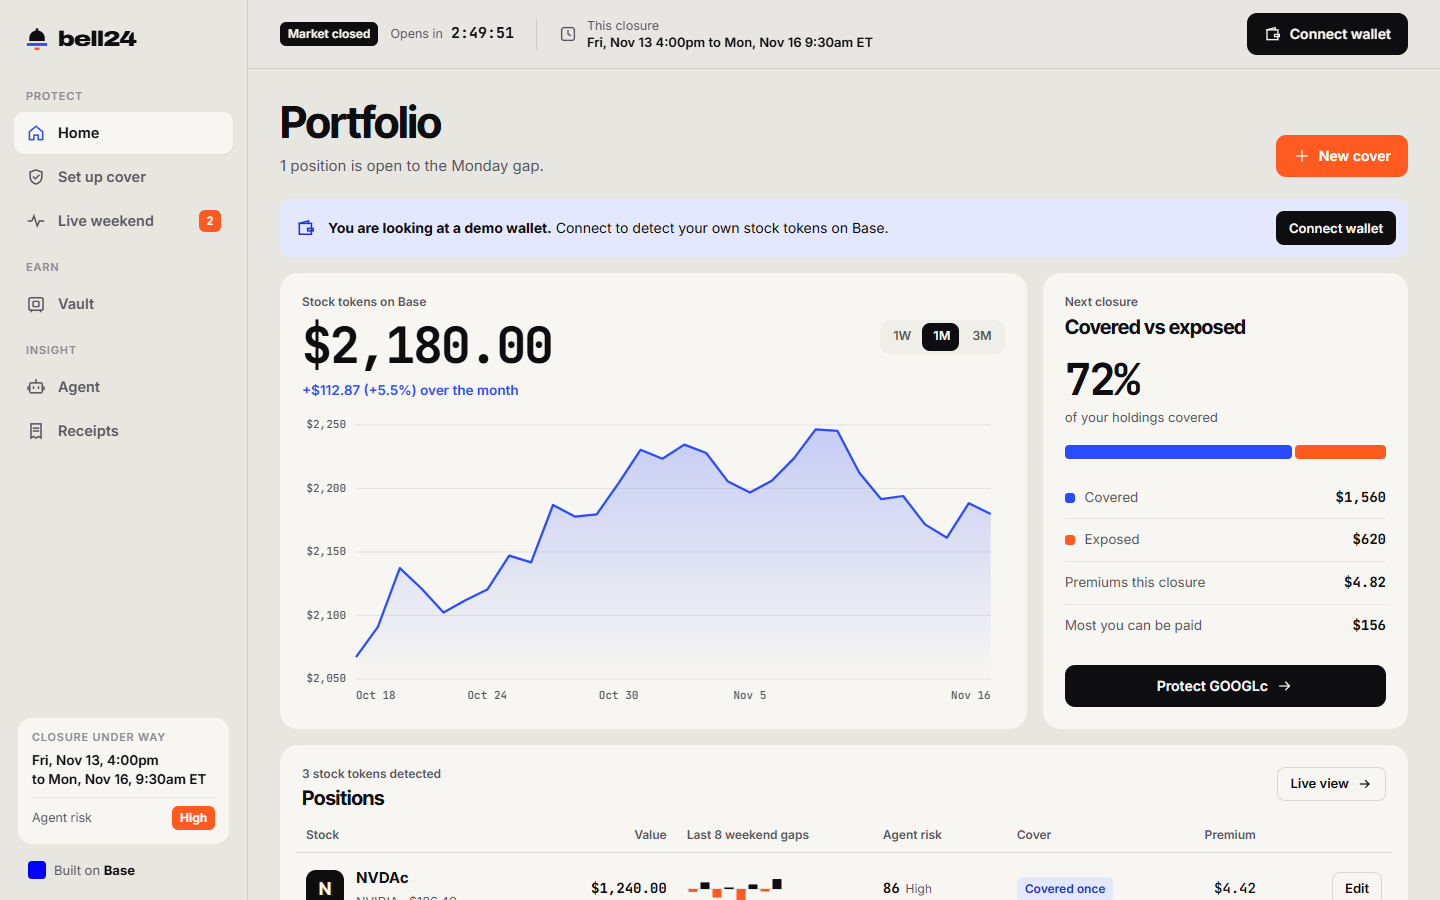 bell24
PROTECT
Home
Set up cover
Live weekend 2
EARN
Vault
INSIGHT
Agent
Receipts
CLOSURE UNDER WAY
Fri, Nov 13, 4:00pm
to Mon, Nov 16, 9:30am ET
Agent risk High
Built on Base
Market closed Opens in 2:49:51
This closure
Fri, Nov 13 4:00pm to Mon, Nov 16 9:30am ET
Connect wallet
Portfolio
1 position is open to the Monday gap.
New cover
You are looking at a demo wallet. Connect to detect your own stock tokens on Base.
Connect wallet
Stock tokens on Base
$2,180.00
1W 1M 3M
+$112.87 (+5.5%) over the month
$2,250
$2,200
$2,150
$2,100
$2,050
Oct 18 Oct 24 Oct 30 Nov 5 Nov 16
Next closure
Covered vs exposed
72%
of your holdings covered
Covered $1,560
Exposed $620
Premiums this closure $4.82
Most you can be paid $156
Protect GOOGLc
3 stock tokens detected
Positions
Live view
Stock Value Last 8 weekend gaps Agent risk Cover Premium
N NVDAc $1,240.00 86 High Covered once $4.42 Edit